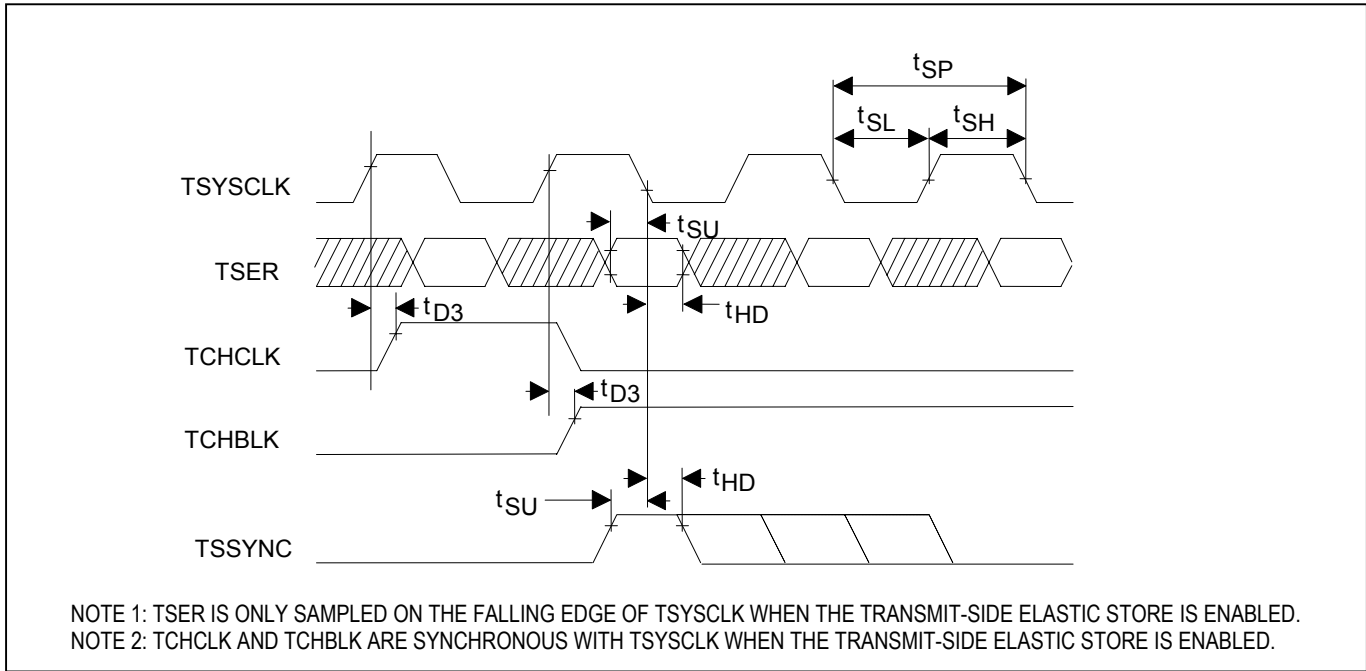 tSP
tSL tSH
TSYSCLK
tSU
TSER
tD3 tHD
TCHCLK
tD3
TCHBLK
tHD
tSU
TSSYNC
NOTE 1: TSER IS ONLY SAMPLED ON THE FALLING EDGE OF TSYSCLK WHEN THE TRANSMIT-SIDE ELASTIC STORE IS ENABLED.
NOTE 2: TCHCLK AND TCHBLK ARE SYNCHRONOUS WITH TSYSCLK WHEN THE TRANSMIT-SIDE ELASTIC STORE IS ENABLED.